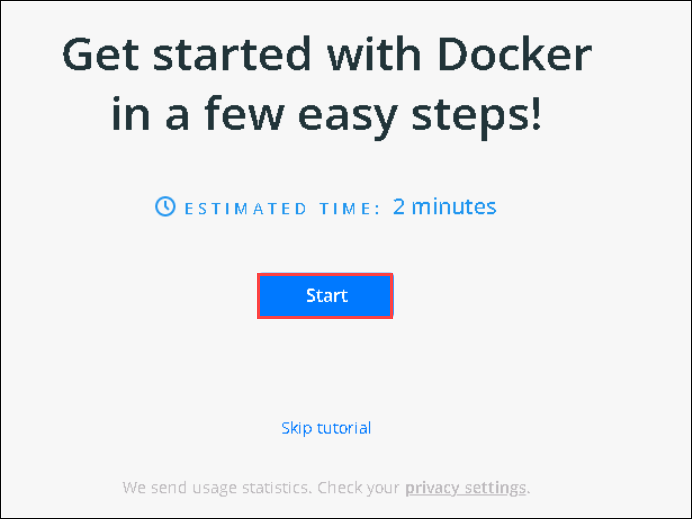 Get started with Docker
in a few easy steps!
ESTIMATED TIME: 2 minutes
Start
Skip tutorial
We send usage statistics. Check your privacy settings.